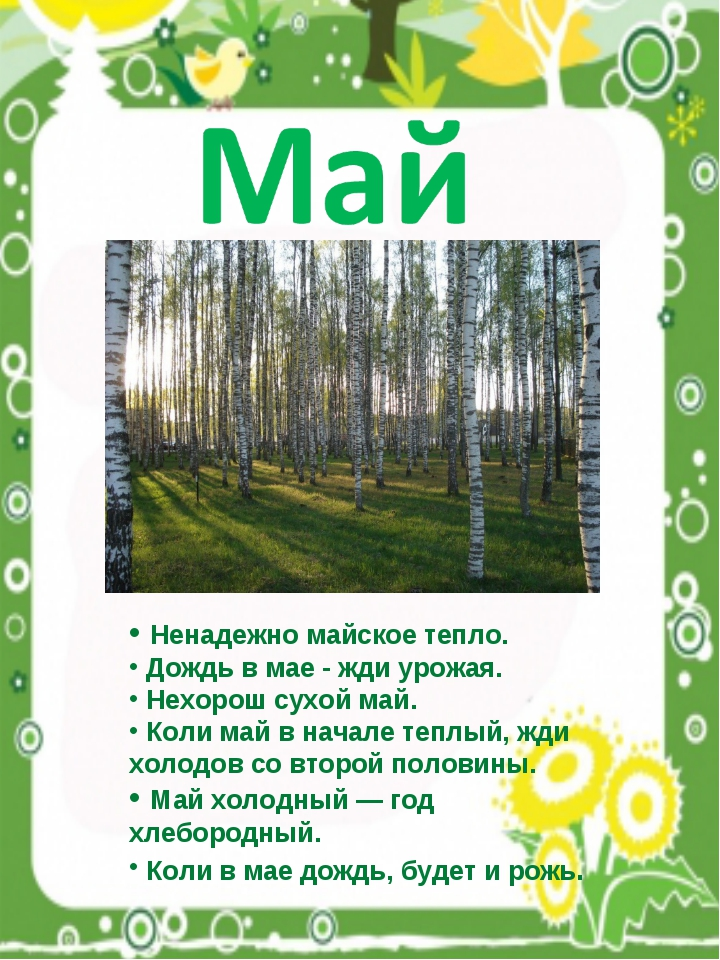 Май
• Ненадежно майское тепло.
• Дождь в мае - жди урожая.
• Нехорош сухой май.
• Коли май в начале теплый, жди
холодов со второй половины.
• Май холодный — год
хлебородный.
• Коли в мае дождь, будет и рожь.